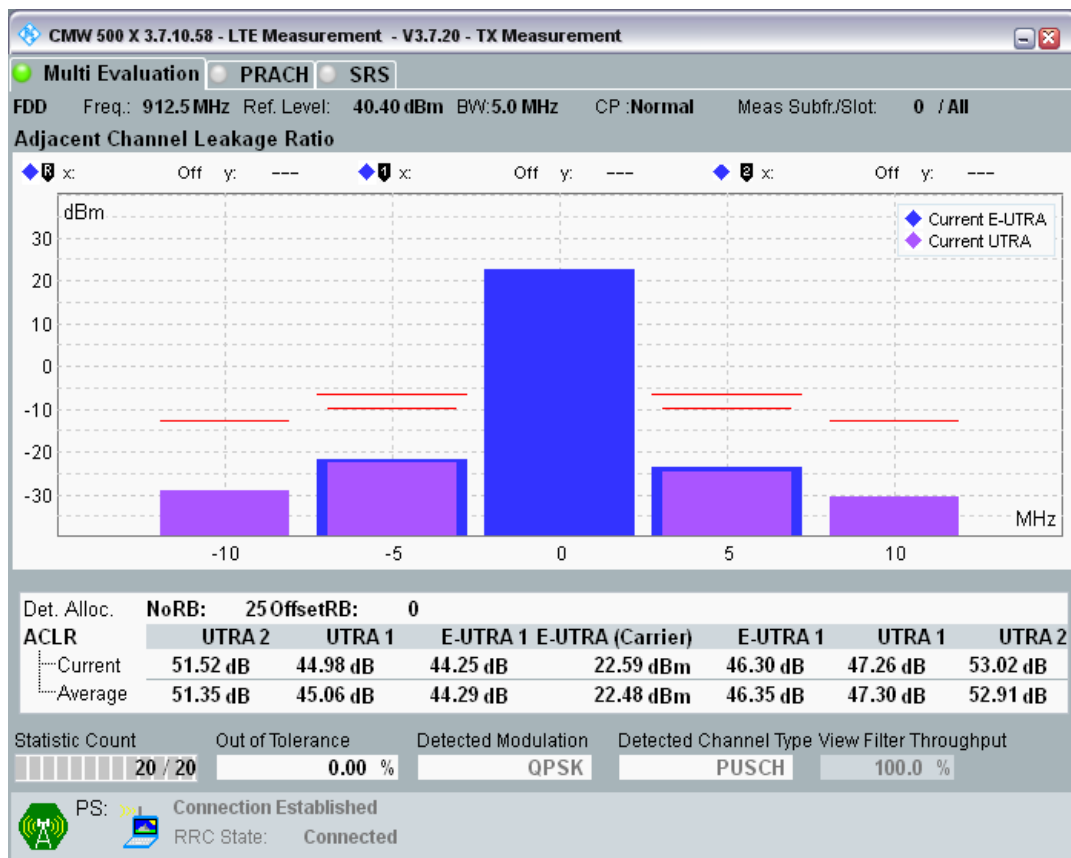 CMW 500 X 3.7.10.58 - LTE Measurement - V3.7.20 - TX Measurement
Multi Evaluation PRACH SRS
FDD Freq.: 912.5 MHz Ref. Level: 40.40 dBm BW:5.0 MHz CP :Normal Meas Subfr./Slot: 0 / All
Adjacent Channel Leakage Ratio
R x: Off y: --- 1 x: Off y: --- 2 x: Off y: ---
dBm
Current E-UTRA
Current UTRA
30
20
10
0
-10
-20
-30
MHz
-10 -5 0 5 10
Det. Alloc. NoRB: 25 OffsetRB: 0
ACLR UTRA 2 UTRA 1 E-UTRA 1 E-UTRA (Carrier) E-UTRA 1 UTRA 1 UTRA 2
Current 51.52 dB 44.98 dB 44.25 dB 22.59 dBm 46.30 dB 47.26 dB 53.02 dB
Average 51.35 dB 45.06 dB 44.29 dB 22.48 dBm 46.35 dB 47.30 dB 52.91 dB
Statistic Count Out of Tolerance Detected Modulation Detected Channel Type View Filter Throughput
20 / 20 0.00 % QPSK PUSCH 100.0 %
PS: Connection Established
RRC State: Connected